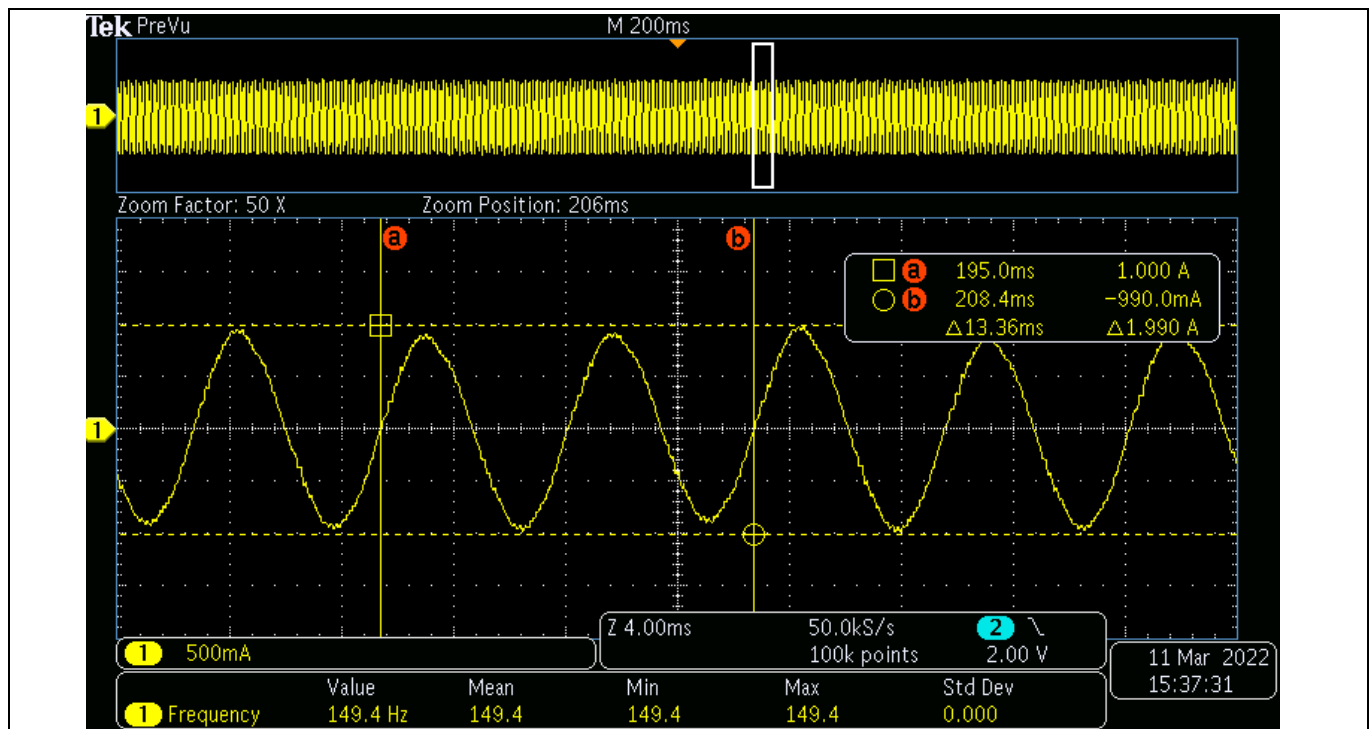 Tek PreVu M 200ms
1
Zoom Factor: 50 X Zoom Position: 206ms
a b
a 195.0ms 1.000 A
b 208.4ms -990.0mA
△13.36ms △1.990 A
1
Z 4.00ms 50.0kS/s 2 \
100k points 2.00 V
1 500mA
11 Mar 2022
15:37:31
Value Mean Min Max Std Dev
1 Frequency 149.4 Hz 149.4 149.4 149.4 0.000